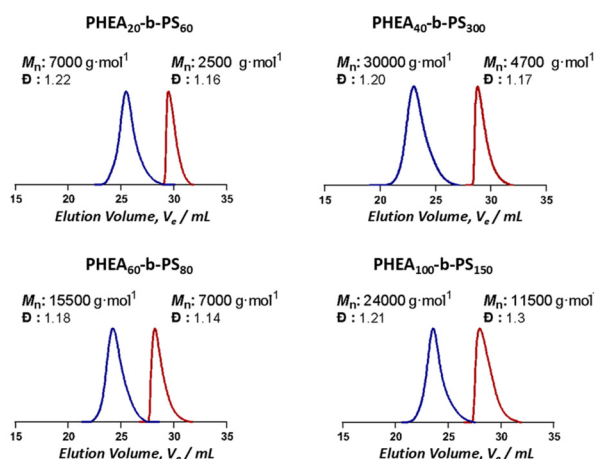 PHEA20-b-PS60
Mn: 7000 g·mol1
Đ : 1.22
Mn: 2500 g·mol1
Đ : 1.16
15 20 25 30 35
Elution Volume, Ve / mL
PHEA40-b-PS300
Mn: 30000 g·mol1
Đ : 1.20
Mn: 4700 g·mol1
Đ : 1.17
15 20 25 30 35
Elution Volume, Ve / mL
PHEA60-b-PS80
Mn: 15500 g·mol1
Đ : 1.18
Mn: 7000 g·mol1
Đ : 1.14
15 20 25 30 35
Elution Volume, Ve / mL
PHEA100-b-PS150
Mn: 24000 g·mol1
Đ : 1.21
Mn: 11500 g·mol1
Đ : 1.3
15 20 25 30 35
Elution Volume, Ve / mL